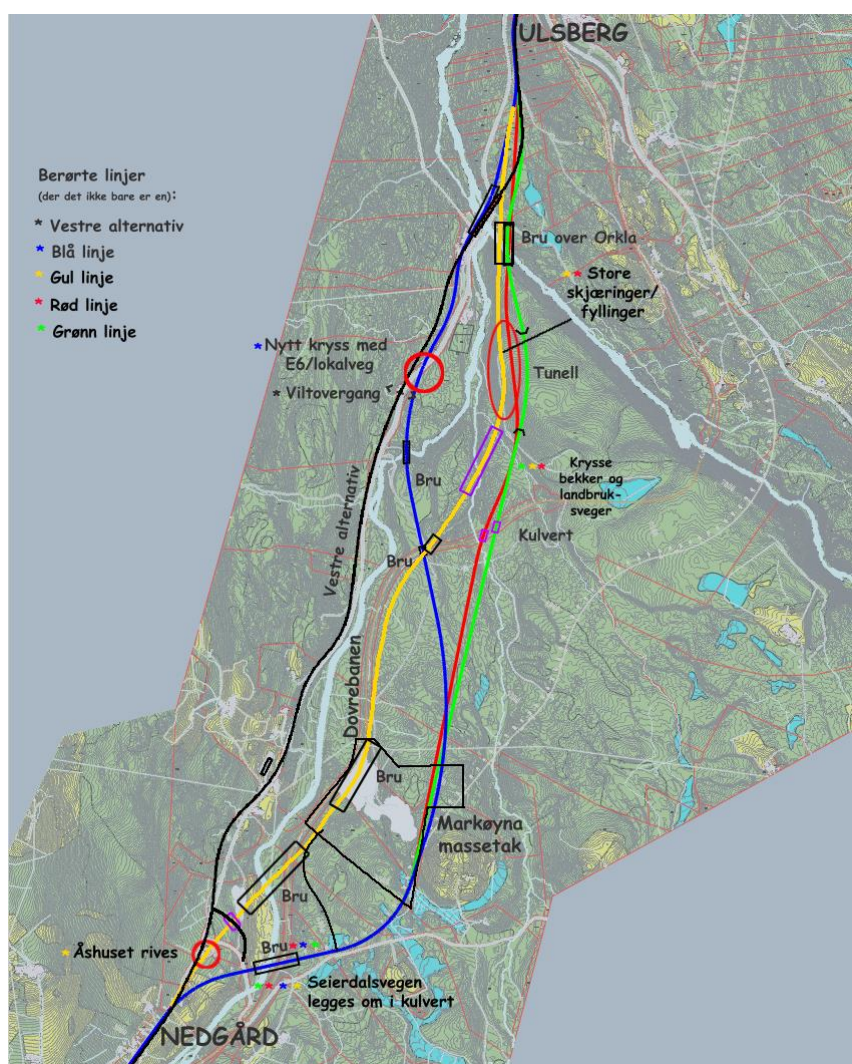 ULSBERG
Berørte linjer
(der det ikke bare er en):
* Vestre alternativ
* Blå linje
* Gul linje
* Rød linje
* Grønn linje
Bru over Orkla
** Store
skjæringer/
fyllinger
*Nytt kryss med
E6/lokalveg
* Viltovergang
Tunell
Bru
*** Krysse
bekker og
landbruk-
sveger
Kulvert
Vestre alternativ
Bru
Dovrebanen
Bru
Markøyna
massetak
Bru
* Åshuset rives
Bru***
**** Seierdalsvegen
legges om i kulvert
NEDGÅRD